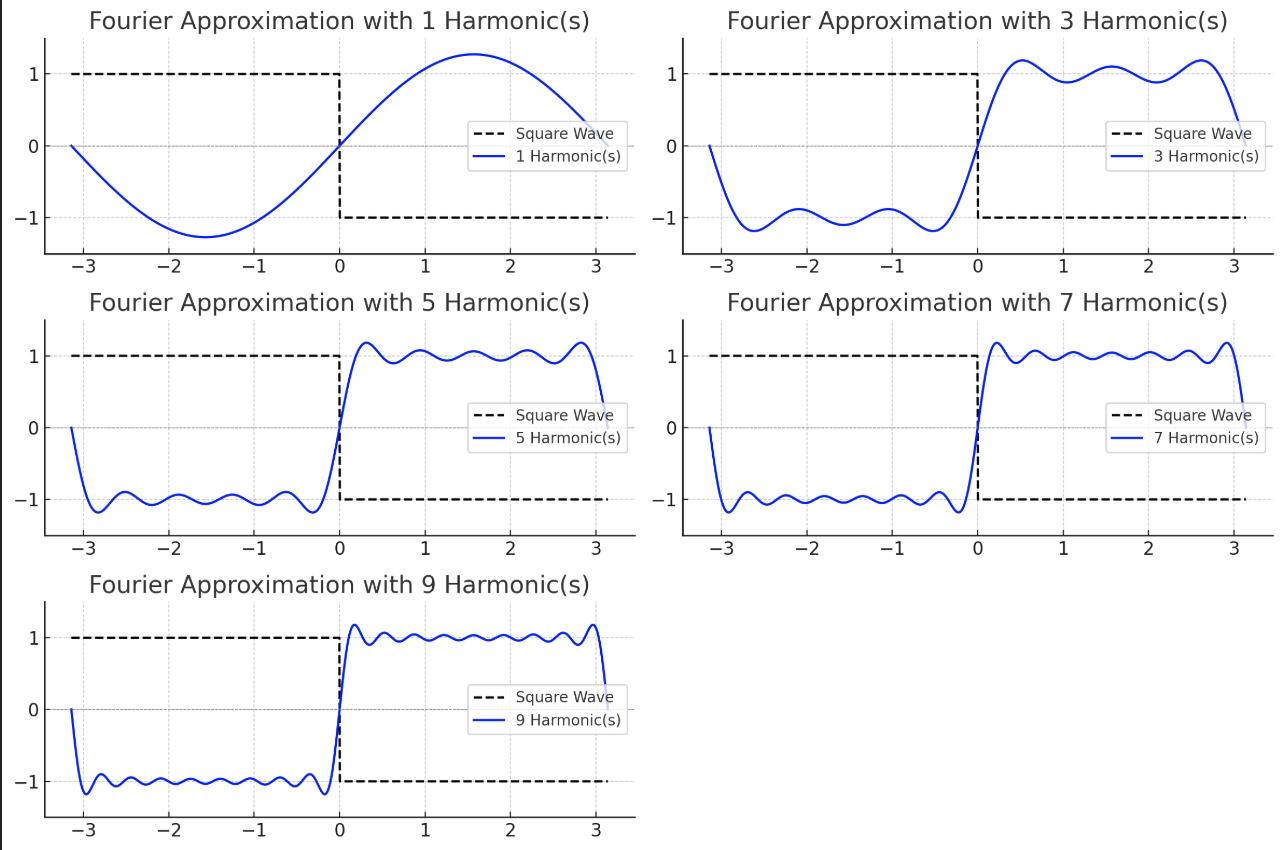 Fourier Approximation with 1 Harmonic(s)
1
0
−1
Square Wave
1 Harmonic(s)
−3 −2 −1 0 1 2 3
Fourier Approximation with 3 Harmonic(s)
1
0
−1
Square Wave
3 Harmonic(s)
−3 −2 −1 0 1 2 3
Fourier Approximation with 5 Harmonic(s)
1
0
−1
Square Wave
5 Harmonic(s)
−3 −2 −1 0 1 2 3
Fourier Approximation with 7 Harmonic(s)
1
0
−1
Square Wave
7 Harmonic(s)
−3 −2 −1 0 1 2 3
Fourier Approximation with 9 Harmonic(s)
1
0
−1
Square Wave
9 Harmonic(s)
−3 −2 −1 0 1 2 3